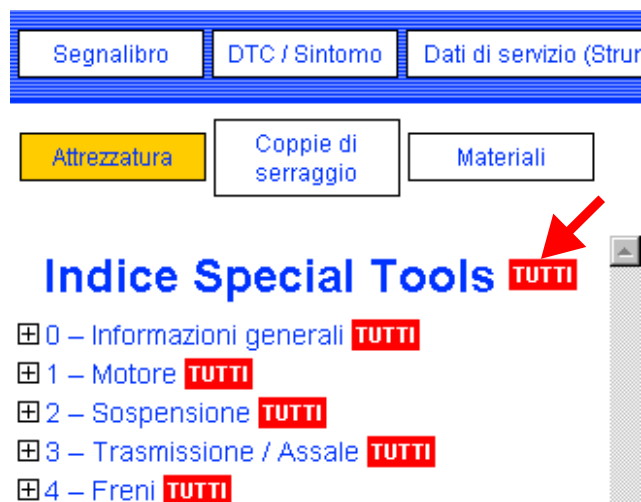 Segnalibro
DTC / Sintomo
Dati di servizio (Strur
Attrezzatura
Coppie di
serraggio
Materiali
Indice Special Tools TUTTI
0 – Informazioni generali TUTTI
1 – Motore TUTTI
2 – Sospensione TUTTI
3 – Trasmissione / Assale TUTTI
4 – Freni TUTTI